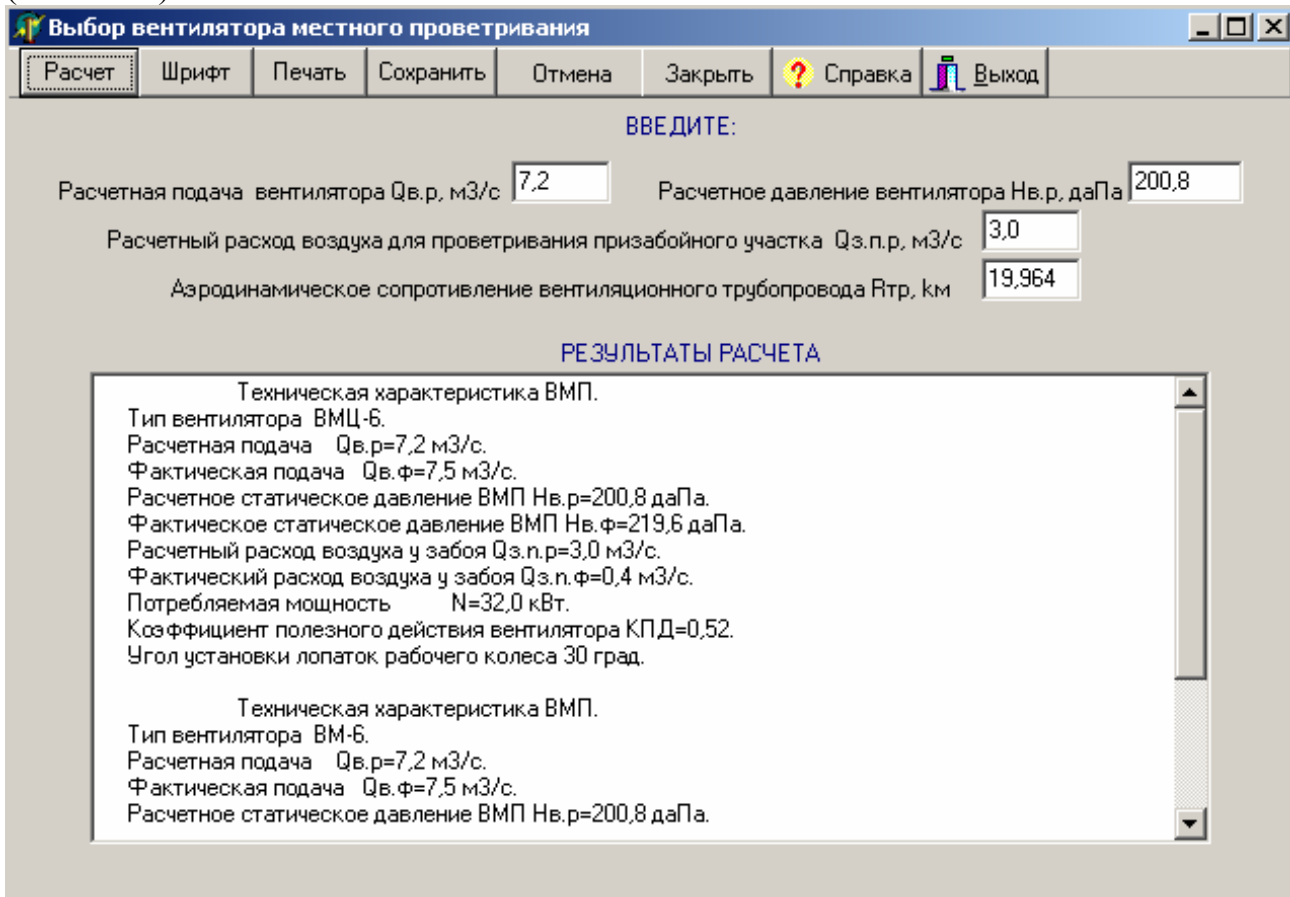 Выбор вентилятора местного проветривания
Расчет Шрифт Печать Сохранить Отмена Закрыть ? Справка Выход
ВВЕДИТЕ:
Расчетная подача вентилятора Qв.р, м3/с 7,2 Расчетное давление вентилятора Нв.р, даПа 200,8
Расчетный расход воздуха для проветривания призабойного участка Qз.п.р, м3/с 3,0
Аэродинамическое сопротивление вентиляционного трубопровода Rтр, km 19,964
РЕЗУЛЬТАТЫ РАСЧЕТА
Техническая характеристика ВМП.
Тип вентилятора ВМЦ-6.
Расчетная подача Qв.р=7,2 м3/с.
Фактическая подача Qв.ф=7,5 м3/с.
Расчетное статическое давление ВМП Нв.р=200,8 даПа.
Фактическое статическое давление ВМП Нв.ф=219,6 даПа.
Расчетный расход воздуха у забоя Qз.п.р=3,0 м3/с.
Фактический расход воздуха у забоя Qз.п.ф=0,4 м3/с.
Потребляемая мощность N=32,0 кВт.
Коэффициент полезного действия вентилятора КПД=0,52.
Угол установки лопаток рабочего колеса 30 град.
Техническая характеристика ВМП.
Тип вентилятора ВМ-6.
Расчетная подача Qв.р=7,2 м3/с.
Фактическая подача Qв.ф=7,5 м3/с.
Расчетное статическое давление ВМП Нв.р=200,8 даПа.